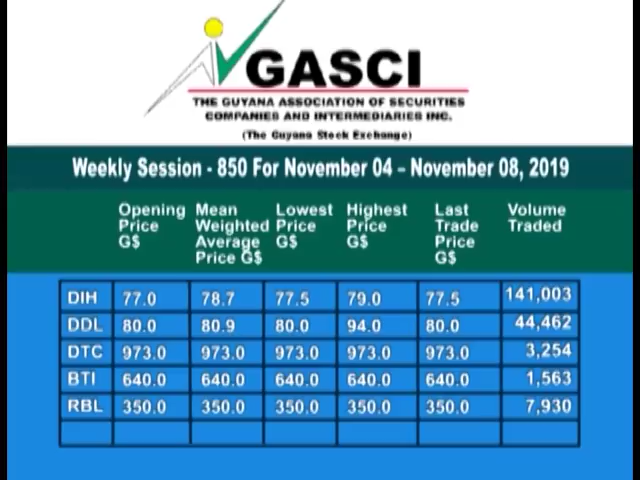 GASCI
THE GUYANA ASSOCIATION OF SECURITIES
COMPANIES AND INTERMEDIARIES INC.
(The Guyana Stock Exchange)
Weekly Session - 850 For November 04 – November 08, 2019
Opening Price G$ Mean Weighted Average Price G$ Lowest Price G$ Highest Price G$ Last Trade Price G$ Volume Traded
DIH 77.0 78.7 77.5 79.0 77.5 141,003
DDL 80.0 80.9 80.0 94.0 80.0 44,462
DTC 973.0 973.0 973.0 973.0 973.0 3,254
BTI 640.0 640.0 640.0 640.0 640.0 1,563
RBL 350.0 350.0 350.0 350.0 350.0 7,930